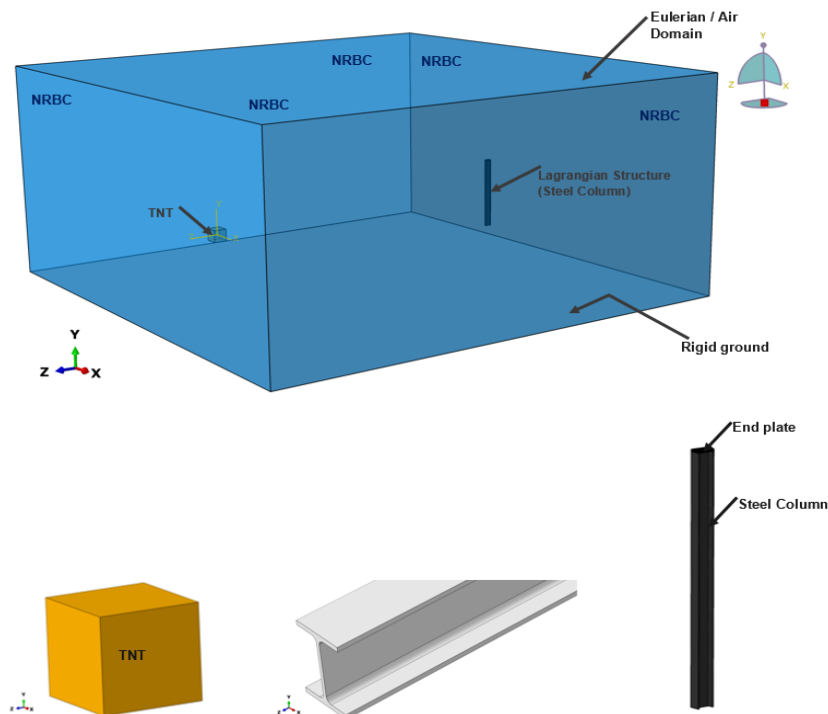 Eulerian / Air
Domain
Y
Z
X
NRBC
NRBC
NRBC
NRBC
NRBC
Lagrangian Structure
(Steel Column)
TNT
Y
Z
X
Rigid ground
End plate
Steel Column
TNT